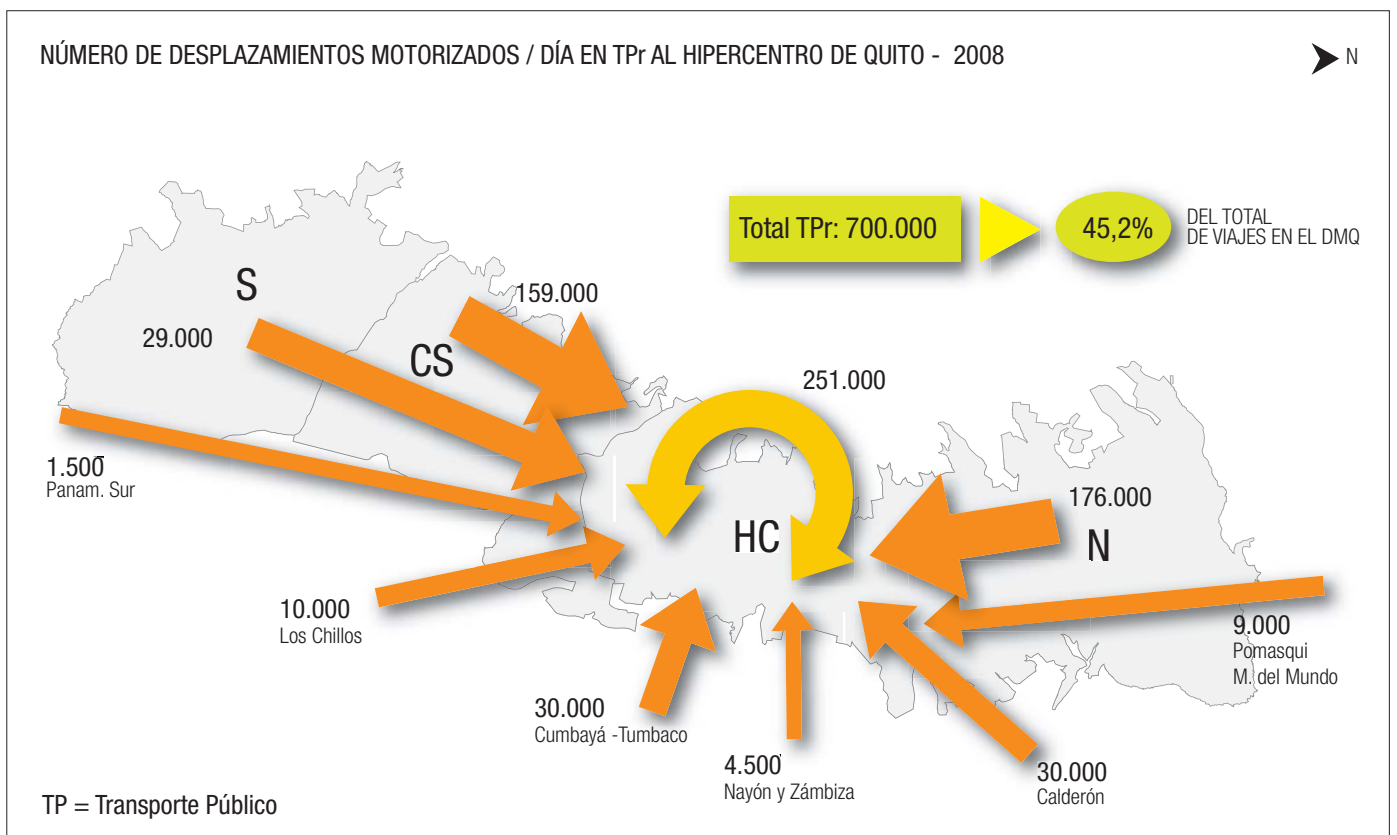 NÚMERO DE DESPLAZAMIENTOS MOTORIZADOS / DÍA EN TPr AL HIPERCENTRO DE QUITO - 2008
N
Total TPr: 700.000
45,2%
DEL TOTAL
DE VIAJES EN EL DMQ
S
29.000
CS
159.000
251.000
HC
176.000
N
1.500
Panam. Sur
10.000
Los Chillos
30.000
Cumbayá -Tumbaco
4.500
Nayón y Zámbiza
30.000
Calderón
9.000
Pomasqui
M. del Mundo
TP = Transporte Público